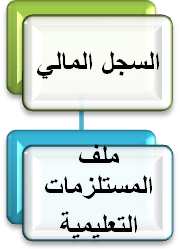 السجل المالي
ملف
المستلزمات
التعليمية